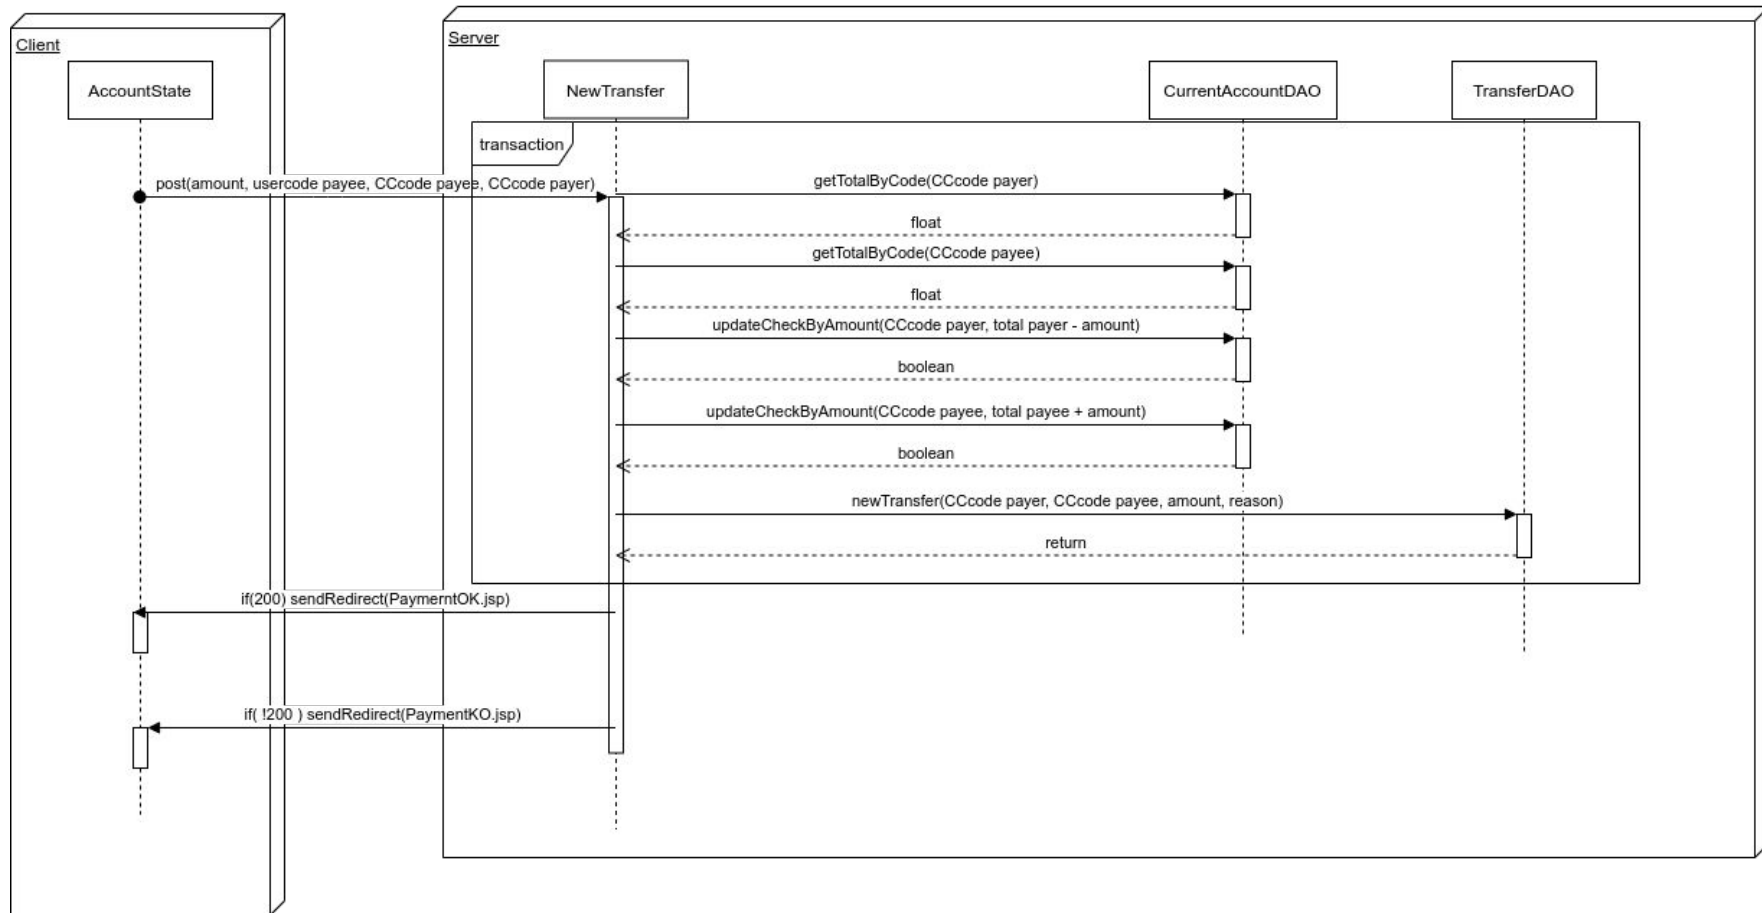 Client
Server
AccountState
NewTransfer
CurrentAccountDAO
TransferDAO
transaction
post(amount, usercode payee, CCcode payee, CCcode payer)
getTotalByCode(CCcode payer)
float
getTotalByCode(CCcode payee)
float
updateCheckByAmount(CCcode payer, total payer - amount)
boolean
updateCheckByAmount(CCcode payee, total payee + amount)
boolean
newTransfer(CCcode payer, CCcode payee, amount, reason)
return
if(200) sendRedirect(PaymerntOK.jsp)
if( !200 ) sendRedirect(PaymentKO.jsp)